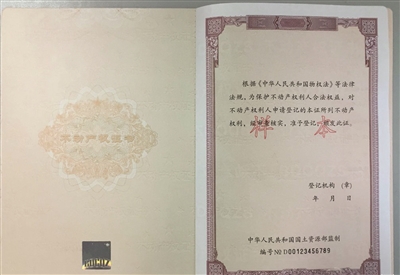 不动产权证书
根据《中华人民共和国物权法》等法律
法规，为保护不动产权利人合法权益，对
不动产权利人申请登记的本证所列不动产
权利，经审查核实，准予登记，颁发此证。
样 本
登记机构 (章)
年 月 日
中华人民共和国国土资源部监制
编号 №D00123456789